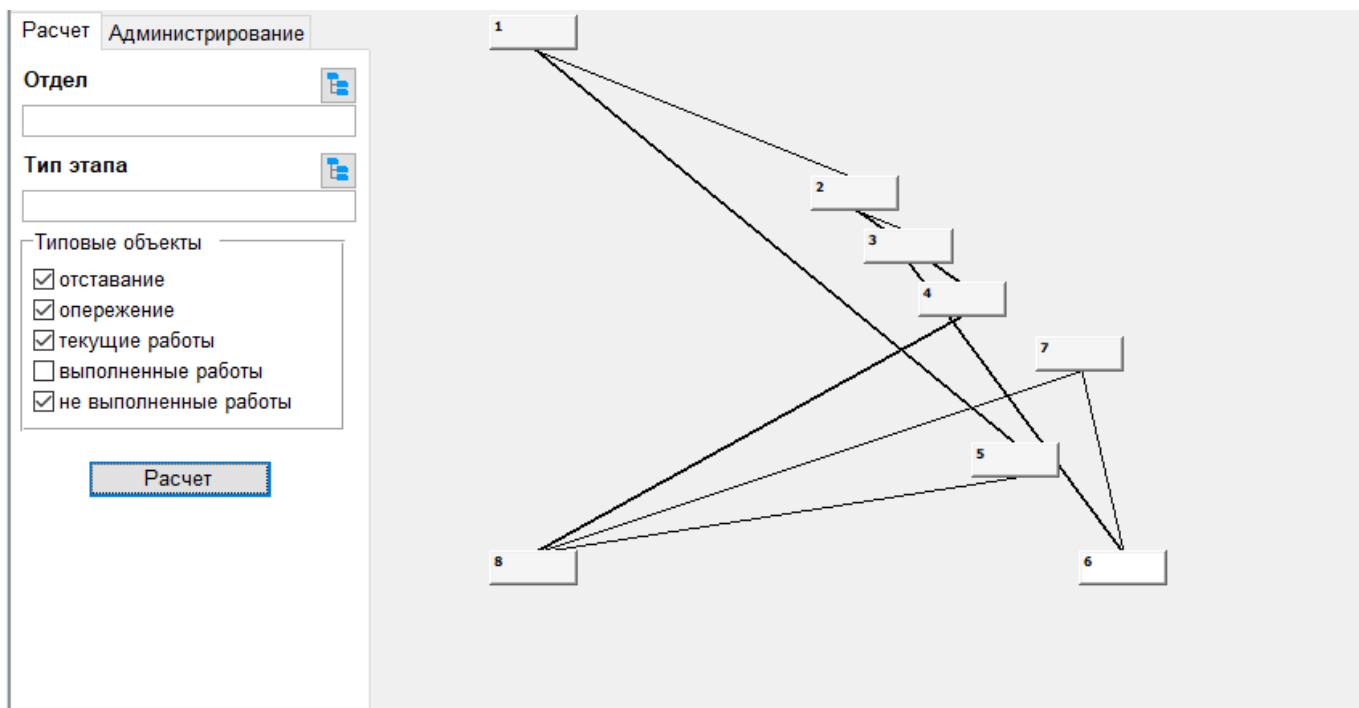 Расчет
Администрирование
Отдел
Тип этапа
Типовые объекты
отставание
опережение
текущие работы
выполненные работы
не выполненные работы
Расчет
1
2
3
4
7
5
8
6